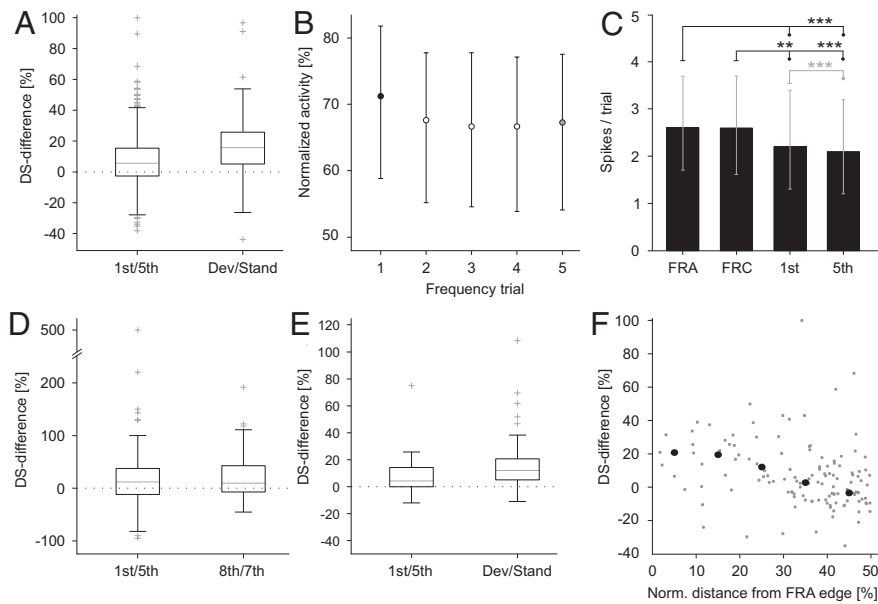 A
DS-difference [%]
100
80
60
40
20
0
-20
-40
1st/5th
Dev/Stand
B
Normalized activity [%]
80
70
60
50
1
2
3
4
5
Frequency trial
C
Spikes / trial
5
4
3
2
1
0
***
** ***
***
FRA
FRC
1st
5th
D
DS-difference [%]
500
200
100
0
-100
1st/5th
8th/7th
E
DS-difference [%]
120
100
80
60
40
20
0
-20
-40
1st/5th
Dev/Stand
F
DS-difference [%]
100
80
60
40
20
0
-20
-40
0
10
20
30
40
50
Norm. distance from FRA edge [%]